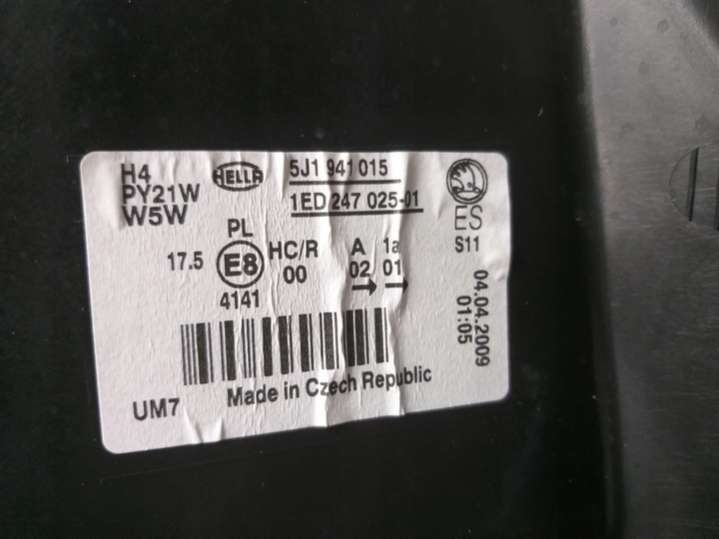 H4
PY21W
W5W
HELLA
5J1 941 015
1ED 247 025-01
ES
S11
PL
17.5
E8
4141
HC/R
00
A
02
1a
01
04.04.2009
01:05
UM7
Made in Czech Republic